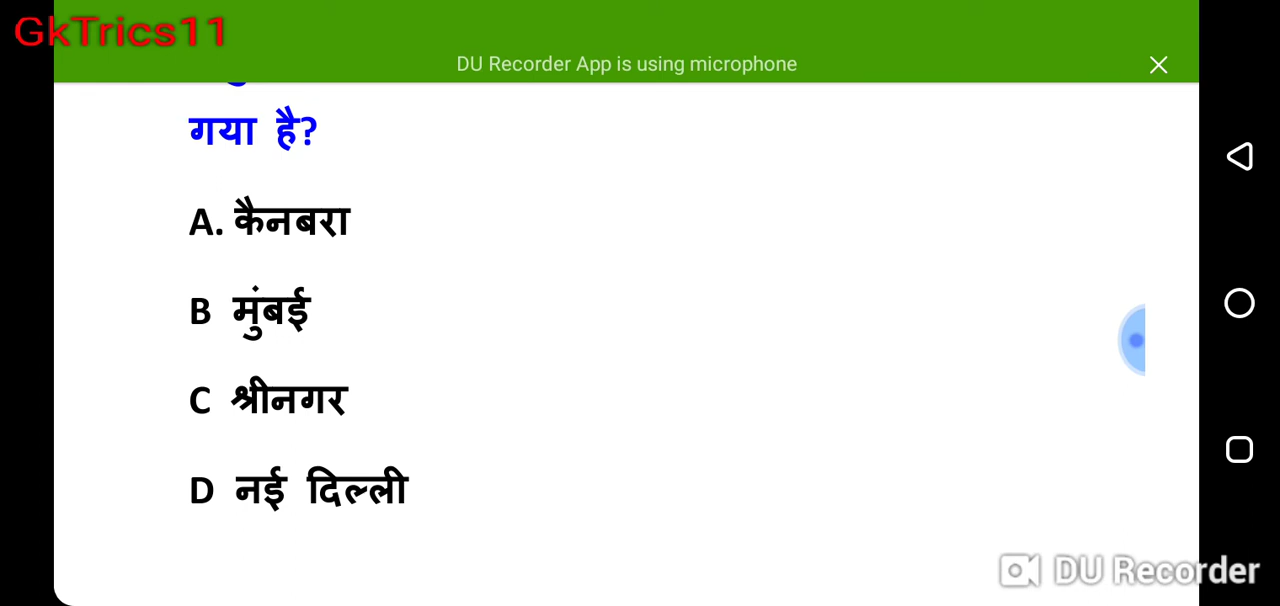 GkTrics11
DU Recorder App is using microphone
गया है?
A. कैनबरा
B मुंबई
C श्रीनगर
D नई दिल्ली
DU Recorder